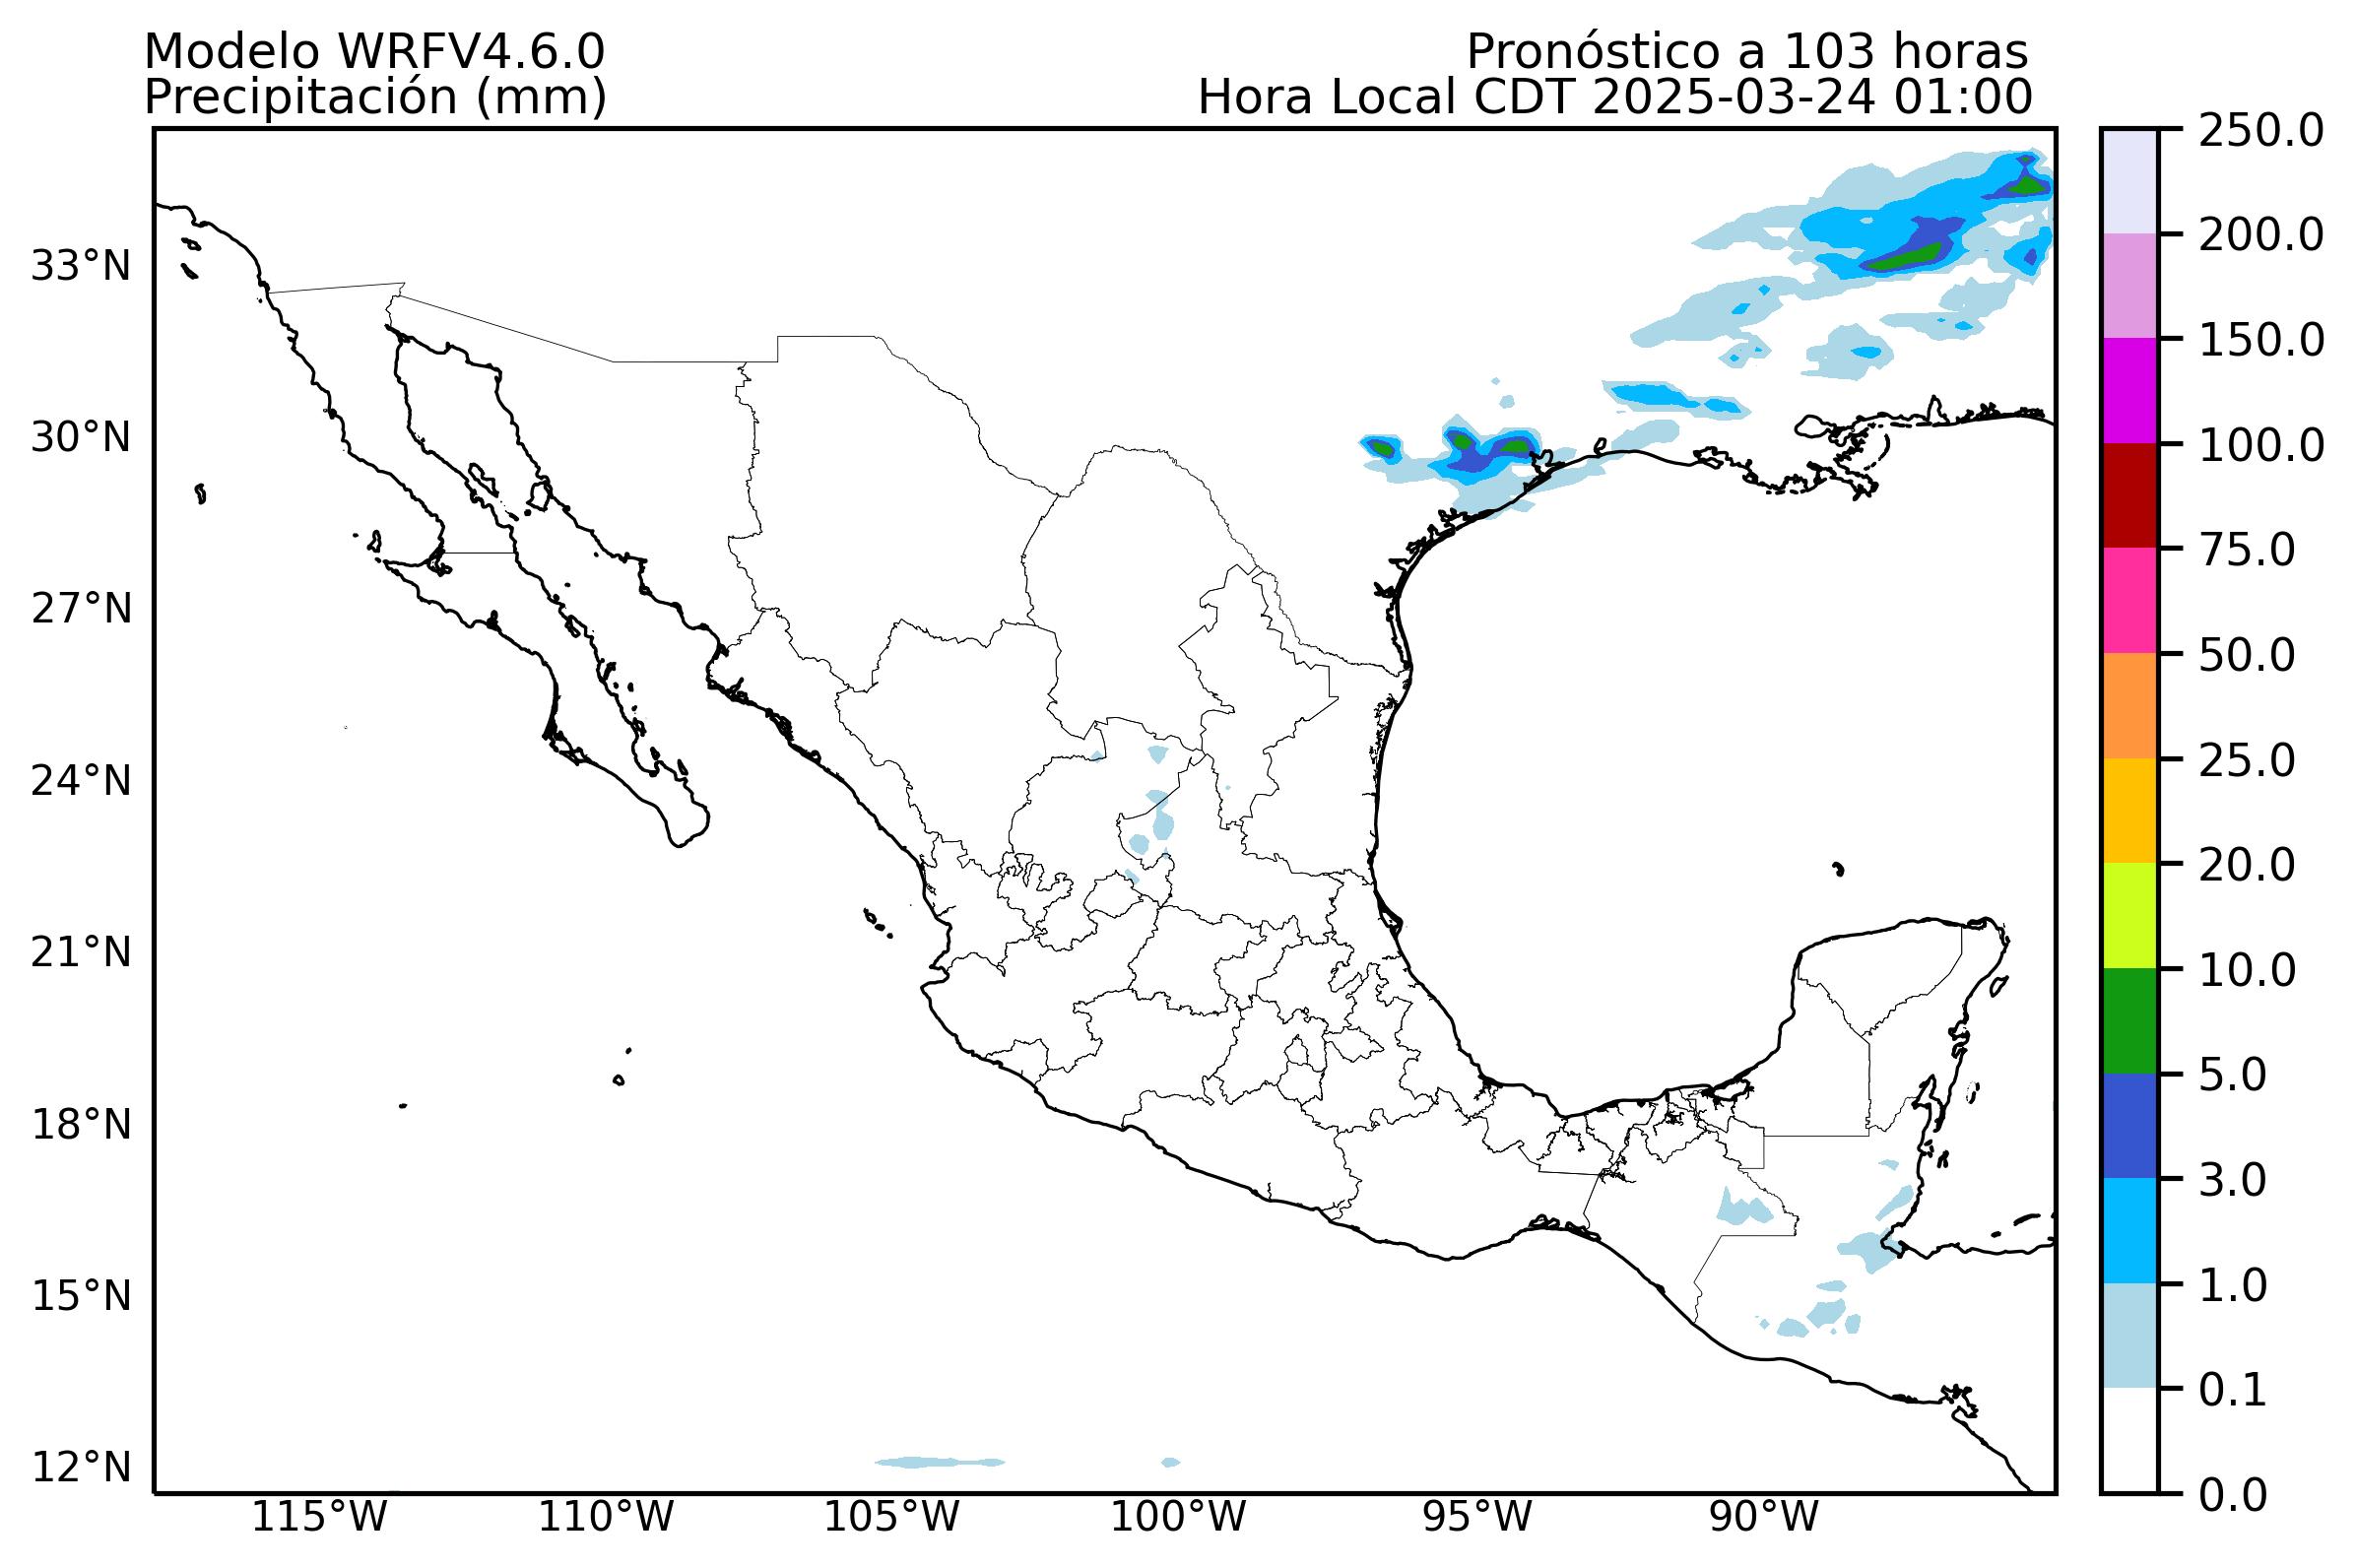 Modelo WRFV4.6.0
Pronóstico a 103 horas
Precipitación (mm)
Hora Local CDT 2025-03-24 01:00
33°N
30°N
27°N
24°N
21°N
18°N
15°N
12°N
115°W
110°W
105°W
100°W
95°W
90°W
250.0
200.0
150.0
100.0
75.0
50.0
25.0
20.0
10.0
5.0
3.0
1.0
0.1
0.0